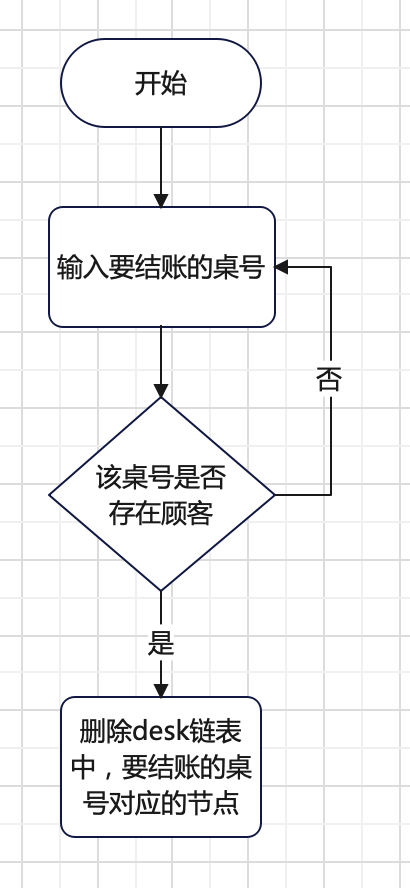 开始
输入要结账的桌号
否
该桌号是否
存在顾客
是
删除desk链表
中，要结账的桌
号对应的节点